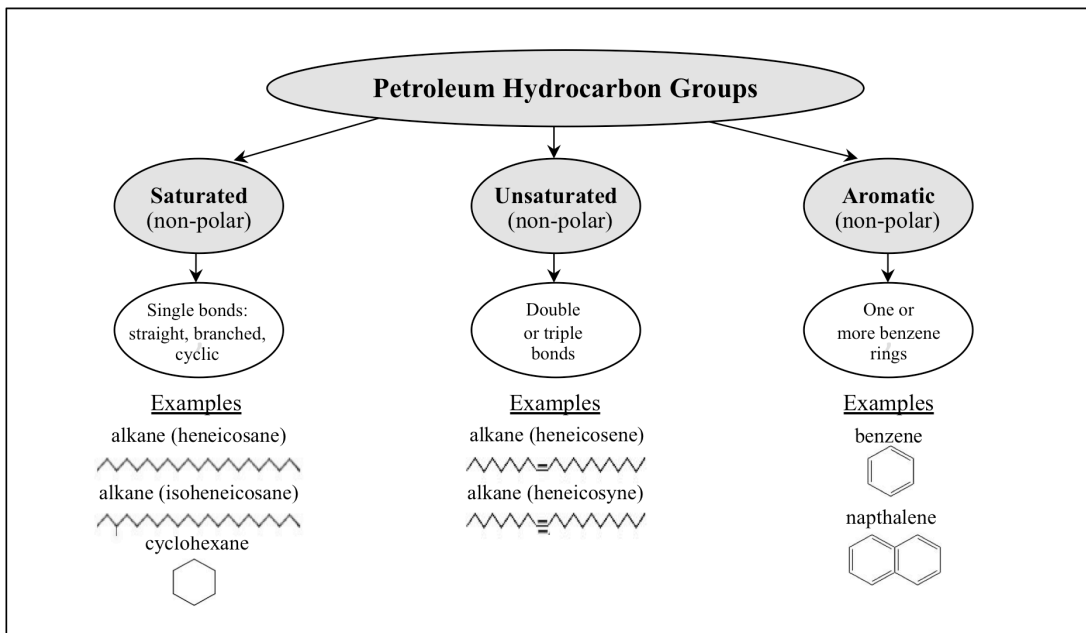 Petroleum Hydrocarbon Groups
Saturated
(non-polar)
Unsaturated
(non-polar)
Aromatic
(non-polar)
Single bonds:
straight, branched,
cyclic
Double
or triple
bonds
One or
more benzene
rings
Examples
alkane (heneicosane)
alkane (isoheneicosane)
cyclohexane
Examples
alkane (heneicosene)
alkane (heneicosyne)
Examples
benzene
napthalene